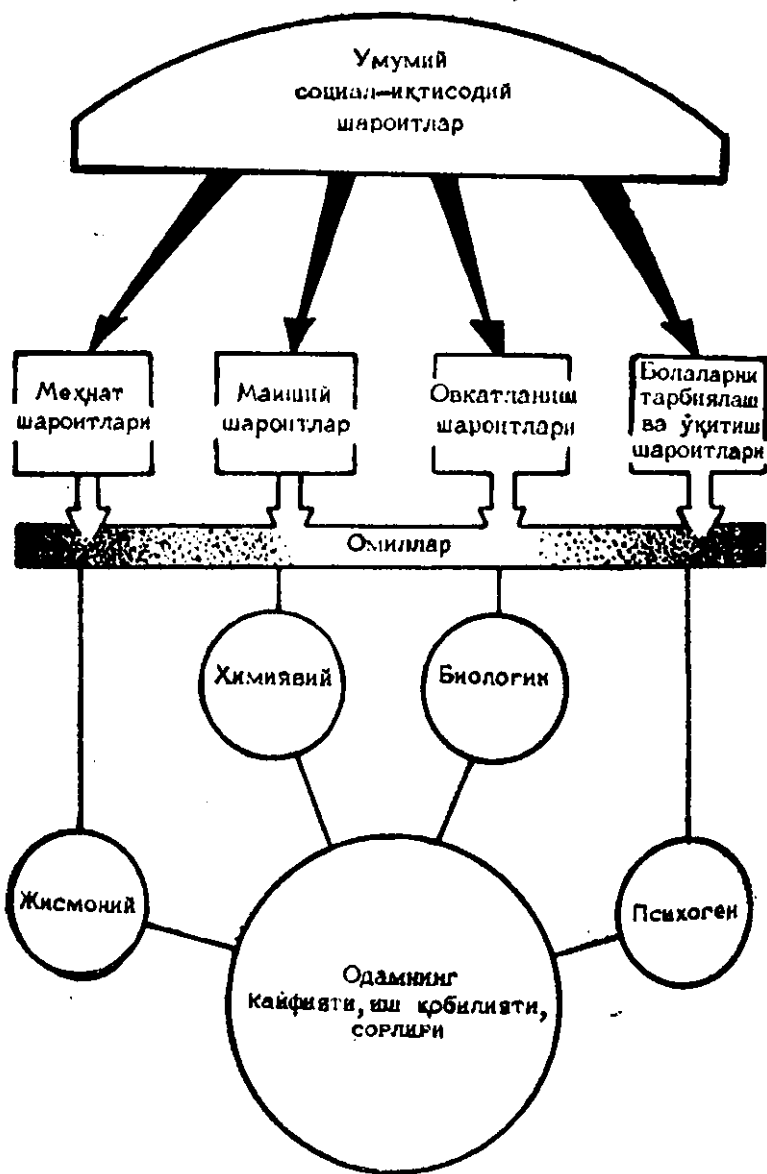 Умумий
социал-иқтисодий
шароитлар
Меҳнат
шароитлари
Маиший
шароитлар
Овкатланиш
шароитлари
Болаларни
тарбиялаш
ва ўқитиш
шароитлари
Омиллар
Химиявий
Биологик
Жисмоний
Психоген
Одамнинг
кайфияти, иш қобилияти,
соғлиғи